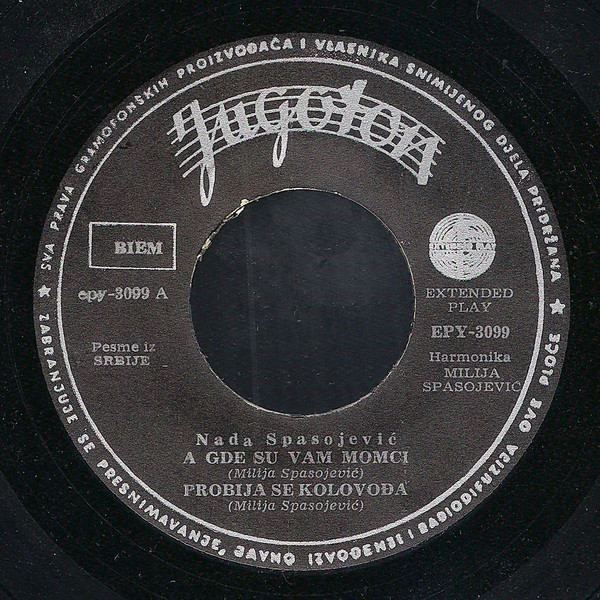 SVA PRAVA GRAMOFONSKIH PROIZVOĐAČA I VLASNIKA SNIMLJENOG DJELA PRIDRŽANA
Jugoton
BIEM
epy-3099 A
EXTENDED PLAY
EXTENDED
PLAY
EPY-3099
Pesme iz
SRBIJE
Harmonika
MILIJA
SPASOJEVIĆ
Nada Spasojević
A GDE SU VAM MOMCI
(Milija Spasojević)
PROBIJA SE KOLOVOĐA
(Milija Spasojević)
ZABRANJUJE SE PRESNIMAVANJE, JAVNO IZVOĐENJE I RADIODIFUZIJA OVE PLOČE